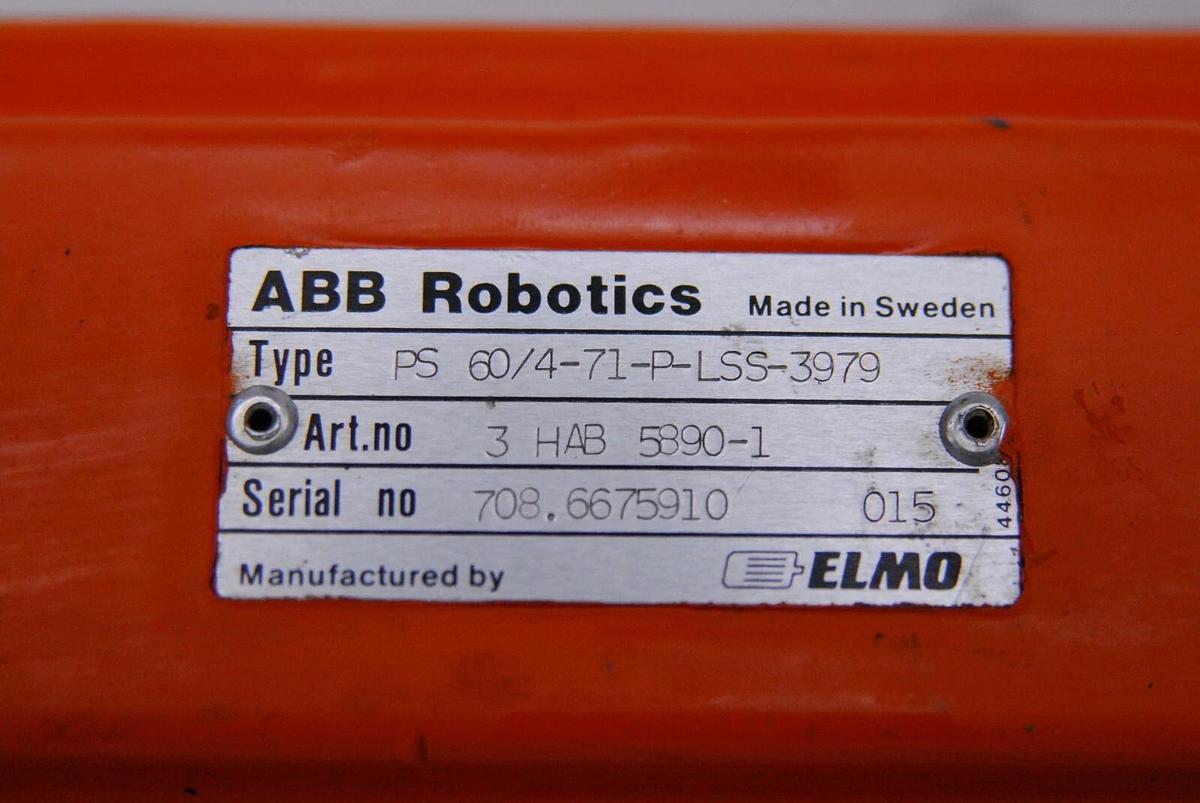 ABB Robotics Made in Sweden
Type PS 60/4-71-P-LSS-3979
Art.no 3 HAB 5890-1
Serial no 708.6675910 015
Manufactured by ELMO